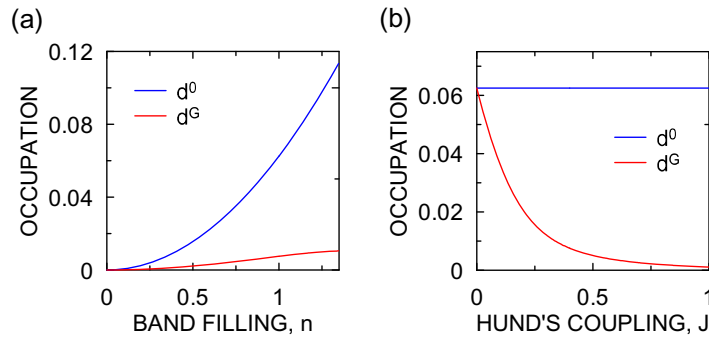 (a)
OCCUPATION
0.12
0.08
0.04
0
d⁰
dᴳ
0
0.5
1
BAND FILLING, n
(b)
OCCUPATION
0.06
0.04
0.02
0
d⁰
dᴳ
0
0.5
1
HUND'S COUPLING, J